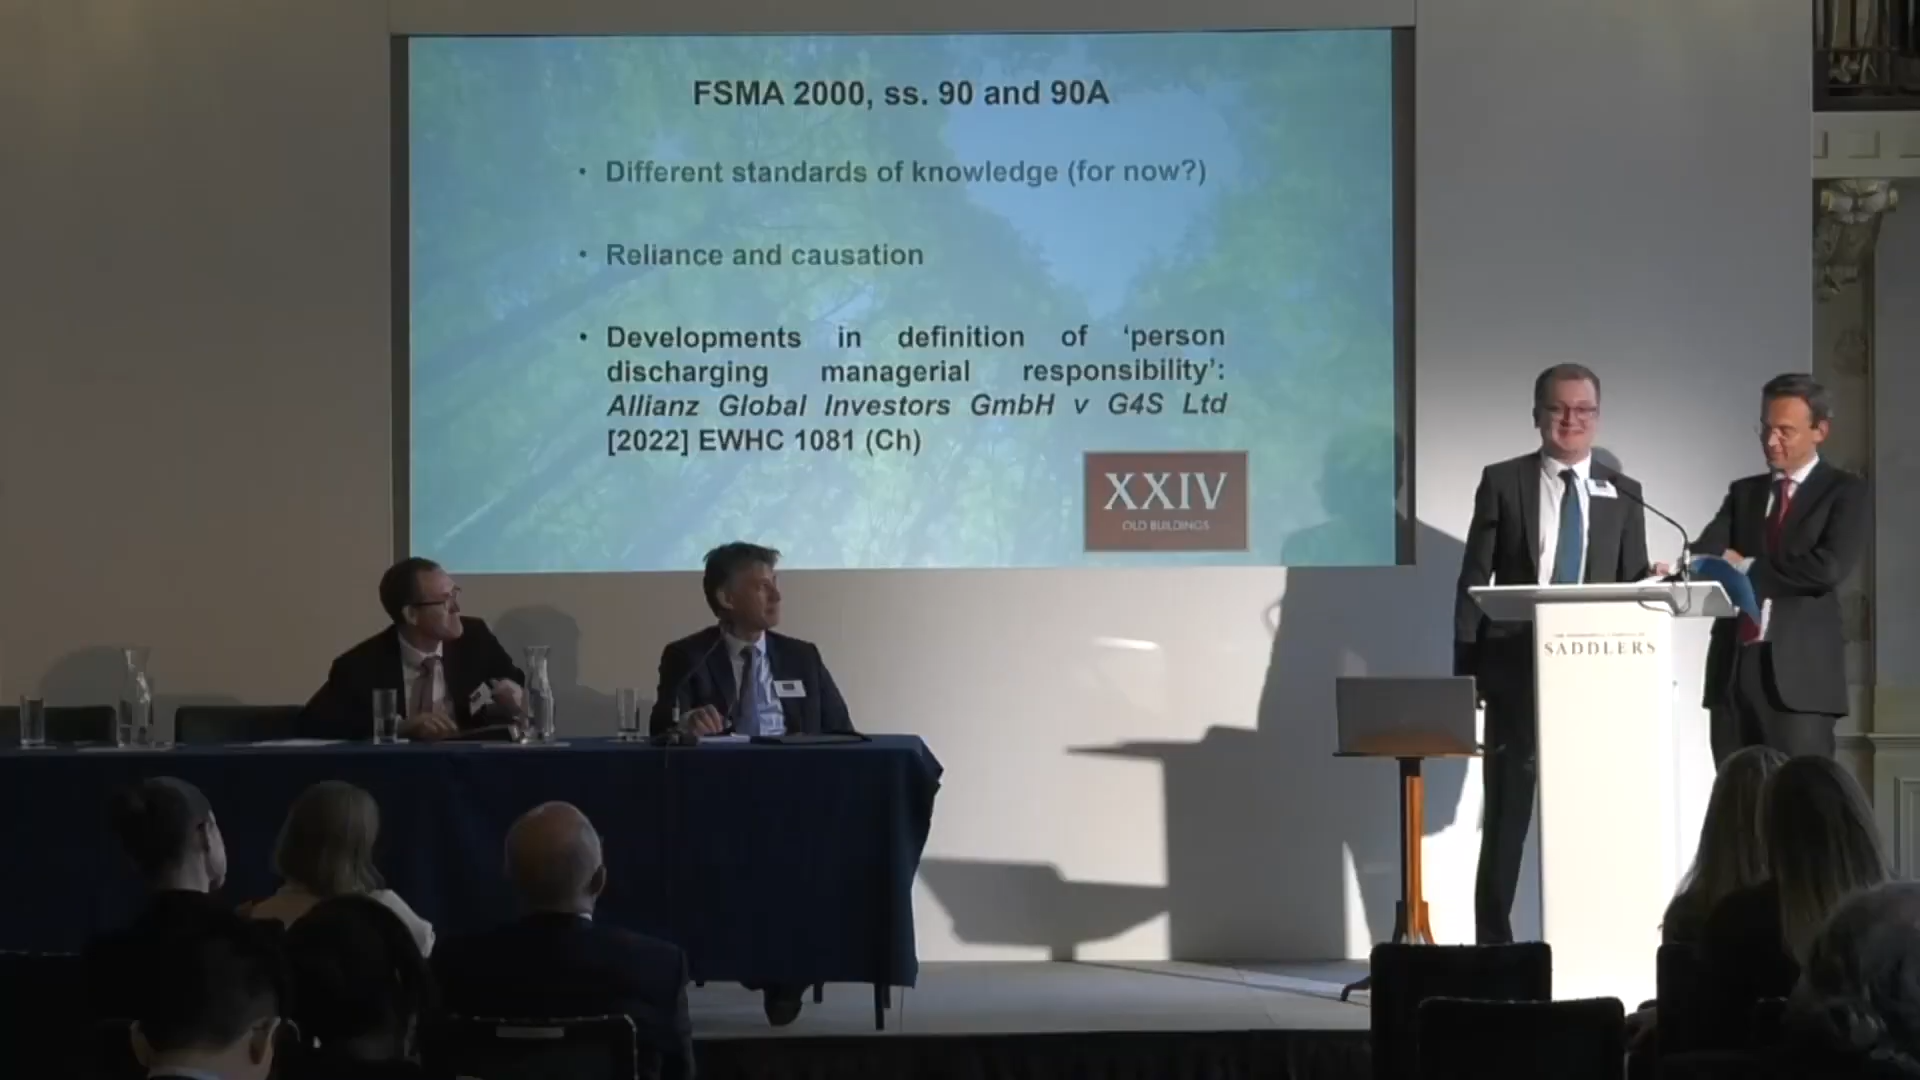 FSMA 2000, ss. 90 and 90A
• Different standards of knowledge (for now?)
• Reliance and causation
• Developments in definition of ‘person
discharging managerial responsibility’:
Allianz Global Investors GmbH v G4S Ltd
[2022] EWHC 1081 (Ch)
XXIV
OLD BUILDINGS
SADDLERS